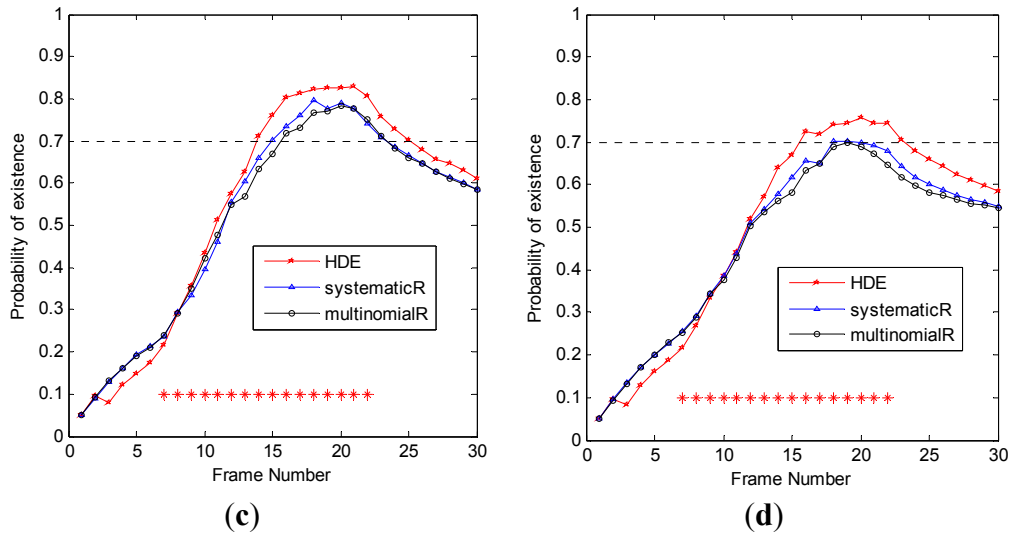 1
0.9
0.8
0.7
0.6
0.5
0.4
0.3
0.2
0.1
0
Probability of existence
HDE
systematicR
multinomialR
0 5 10 15 20 25 30
Frame Number
(c)
1
0.9
0.8
0.7
0.6
0.5
0.4
0.3
0.2
0.1
0
Probability of existence
HDE
systematicR
multinomialR
0 5 10 15 20 25 30
Frame Number
(d)